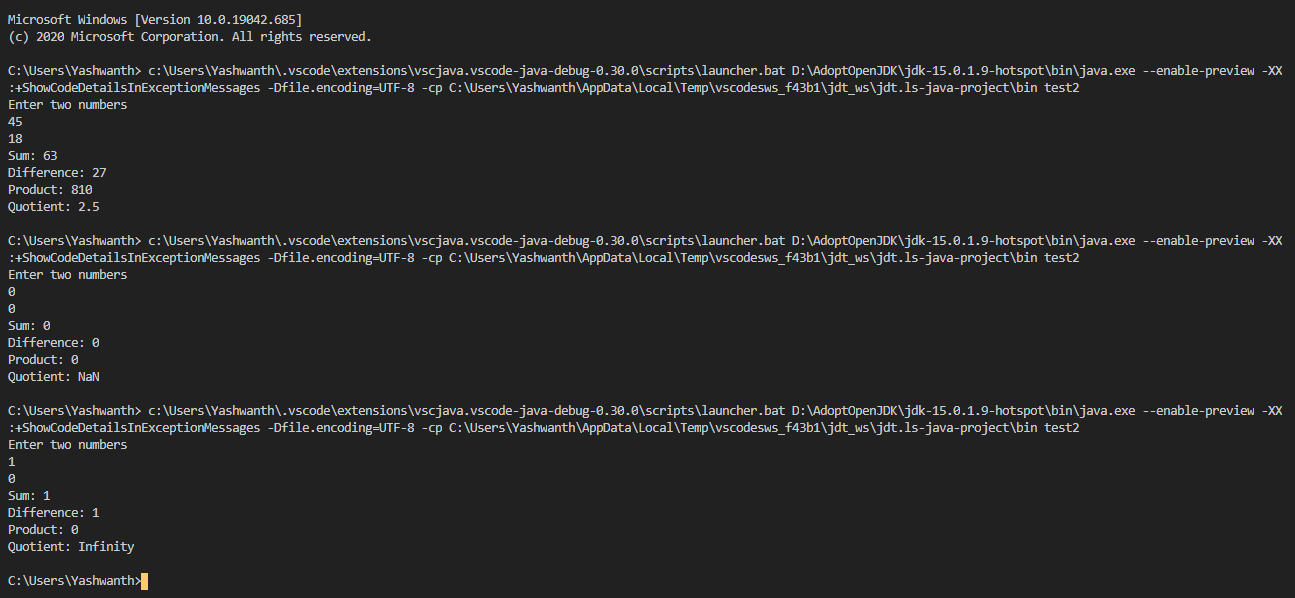 Microsoft Windows [Version 10.0.19042.685]
(c) 2020 Microsoft Corporation. All rights reserved.
C:\Users\Yashwanth> c:\Users\Yashwanth\.vscode\extensions\vscjava.vscode-java-debug-0.30.0\scripts\launcher.bat D:\AdoptOpenJDK\jdk-15.0.1.9-hotspot\bin\java.exe --enable-preview -XX
:+ShowCodeDetailsInExceptionMessages -Dfile.encoding=UTF-8 -cp C:\Users\Yashwanth\AppData\Local\Temp\vscodesws_f43b1\jdt_ws\jdt.ls-java-project\bin test2
Enter two numbers
45
18
Sum: 63
Difference: 27
Product: 810
Quotient: 2.5
C:\Users\Yashwanth> c:\Users\Yashwanth\.vscode\extensions\vscjava.vscode-java-debug-0.30.0\scripts\launcher.bat D:\AdoptOpenJDK\jdk-15.0.1.9-hotspot\bin\java.exe --enable-preview -XX
:+ShowCodeDetailsInExceptionMessages -Dfile.encoding=UTF-8 -cp C:\Users\Yashwanth\AppData\Local\Temp\vscodesws_f43b1\jdt_ws\jdt.ls-java-project\bin test2
Enter two numbers
0
0
Sum: 0
Difference: 0
Product: 0
Quotient: NaN
C:\Users\Yashwanth> c:\Users\Yashwanth\.vscode\extensions\vscjava.vscode-java-debug-0.30.0\scripts\launcher.bat D:\AdoptOpenJDK\jdk-15.0.1.9-hotspot\bin\java.exe --enable-preview -XX
:+ShowCodeDetailsInExceptionMessages -Dfile.encoding=UTF-8 -cp C:\Users\Yashwanth\AppData\Local\Temp\vscodesws_f43b1\jdt_ws\jdt.ls-java-project\bin test2
Enter two numbers
1
0
Sum: 1
Difference: 1
Product: 0
Quotient: Infinity
C:\Users\Yashwanth>